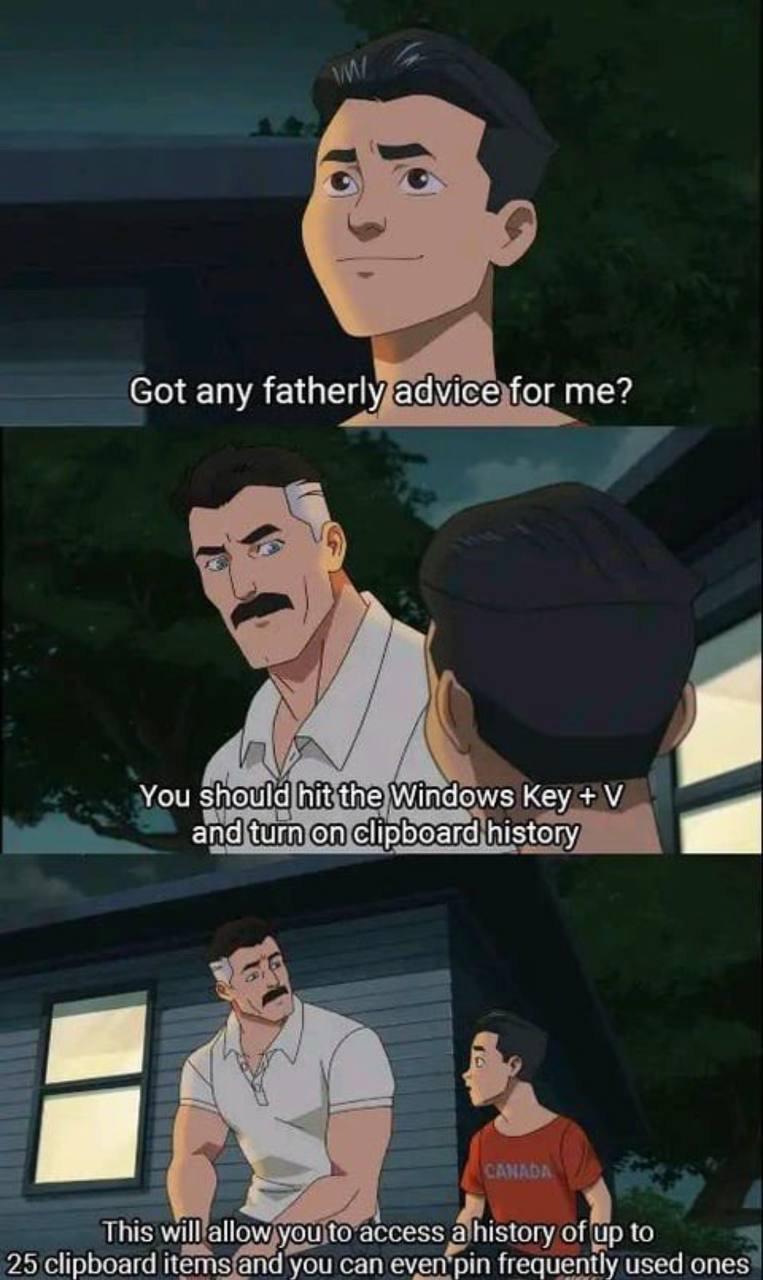 Got any fatherly advice for me?
You should hit the Windows Key + V
and turn on clipboard history
CANADA
This will allow you to access a history of up to
25 clipboard items and you can even pin frequently used ones